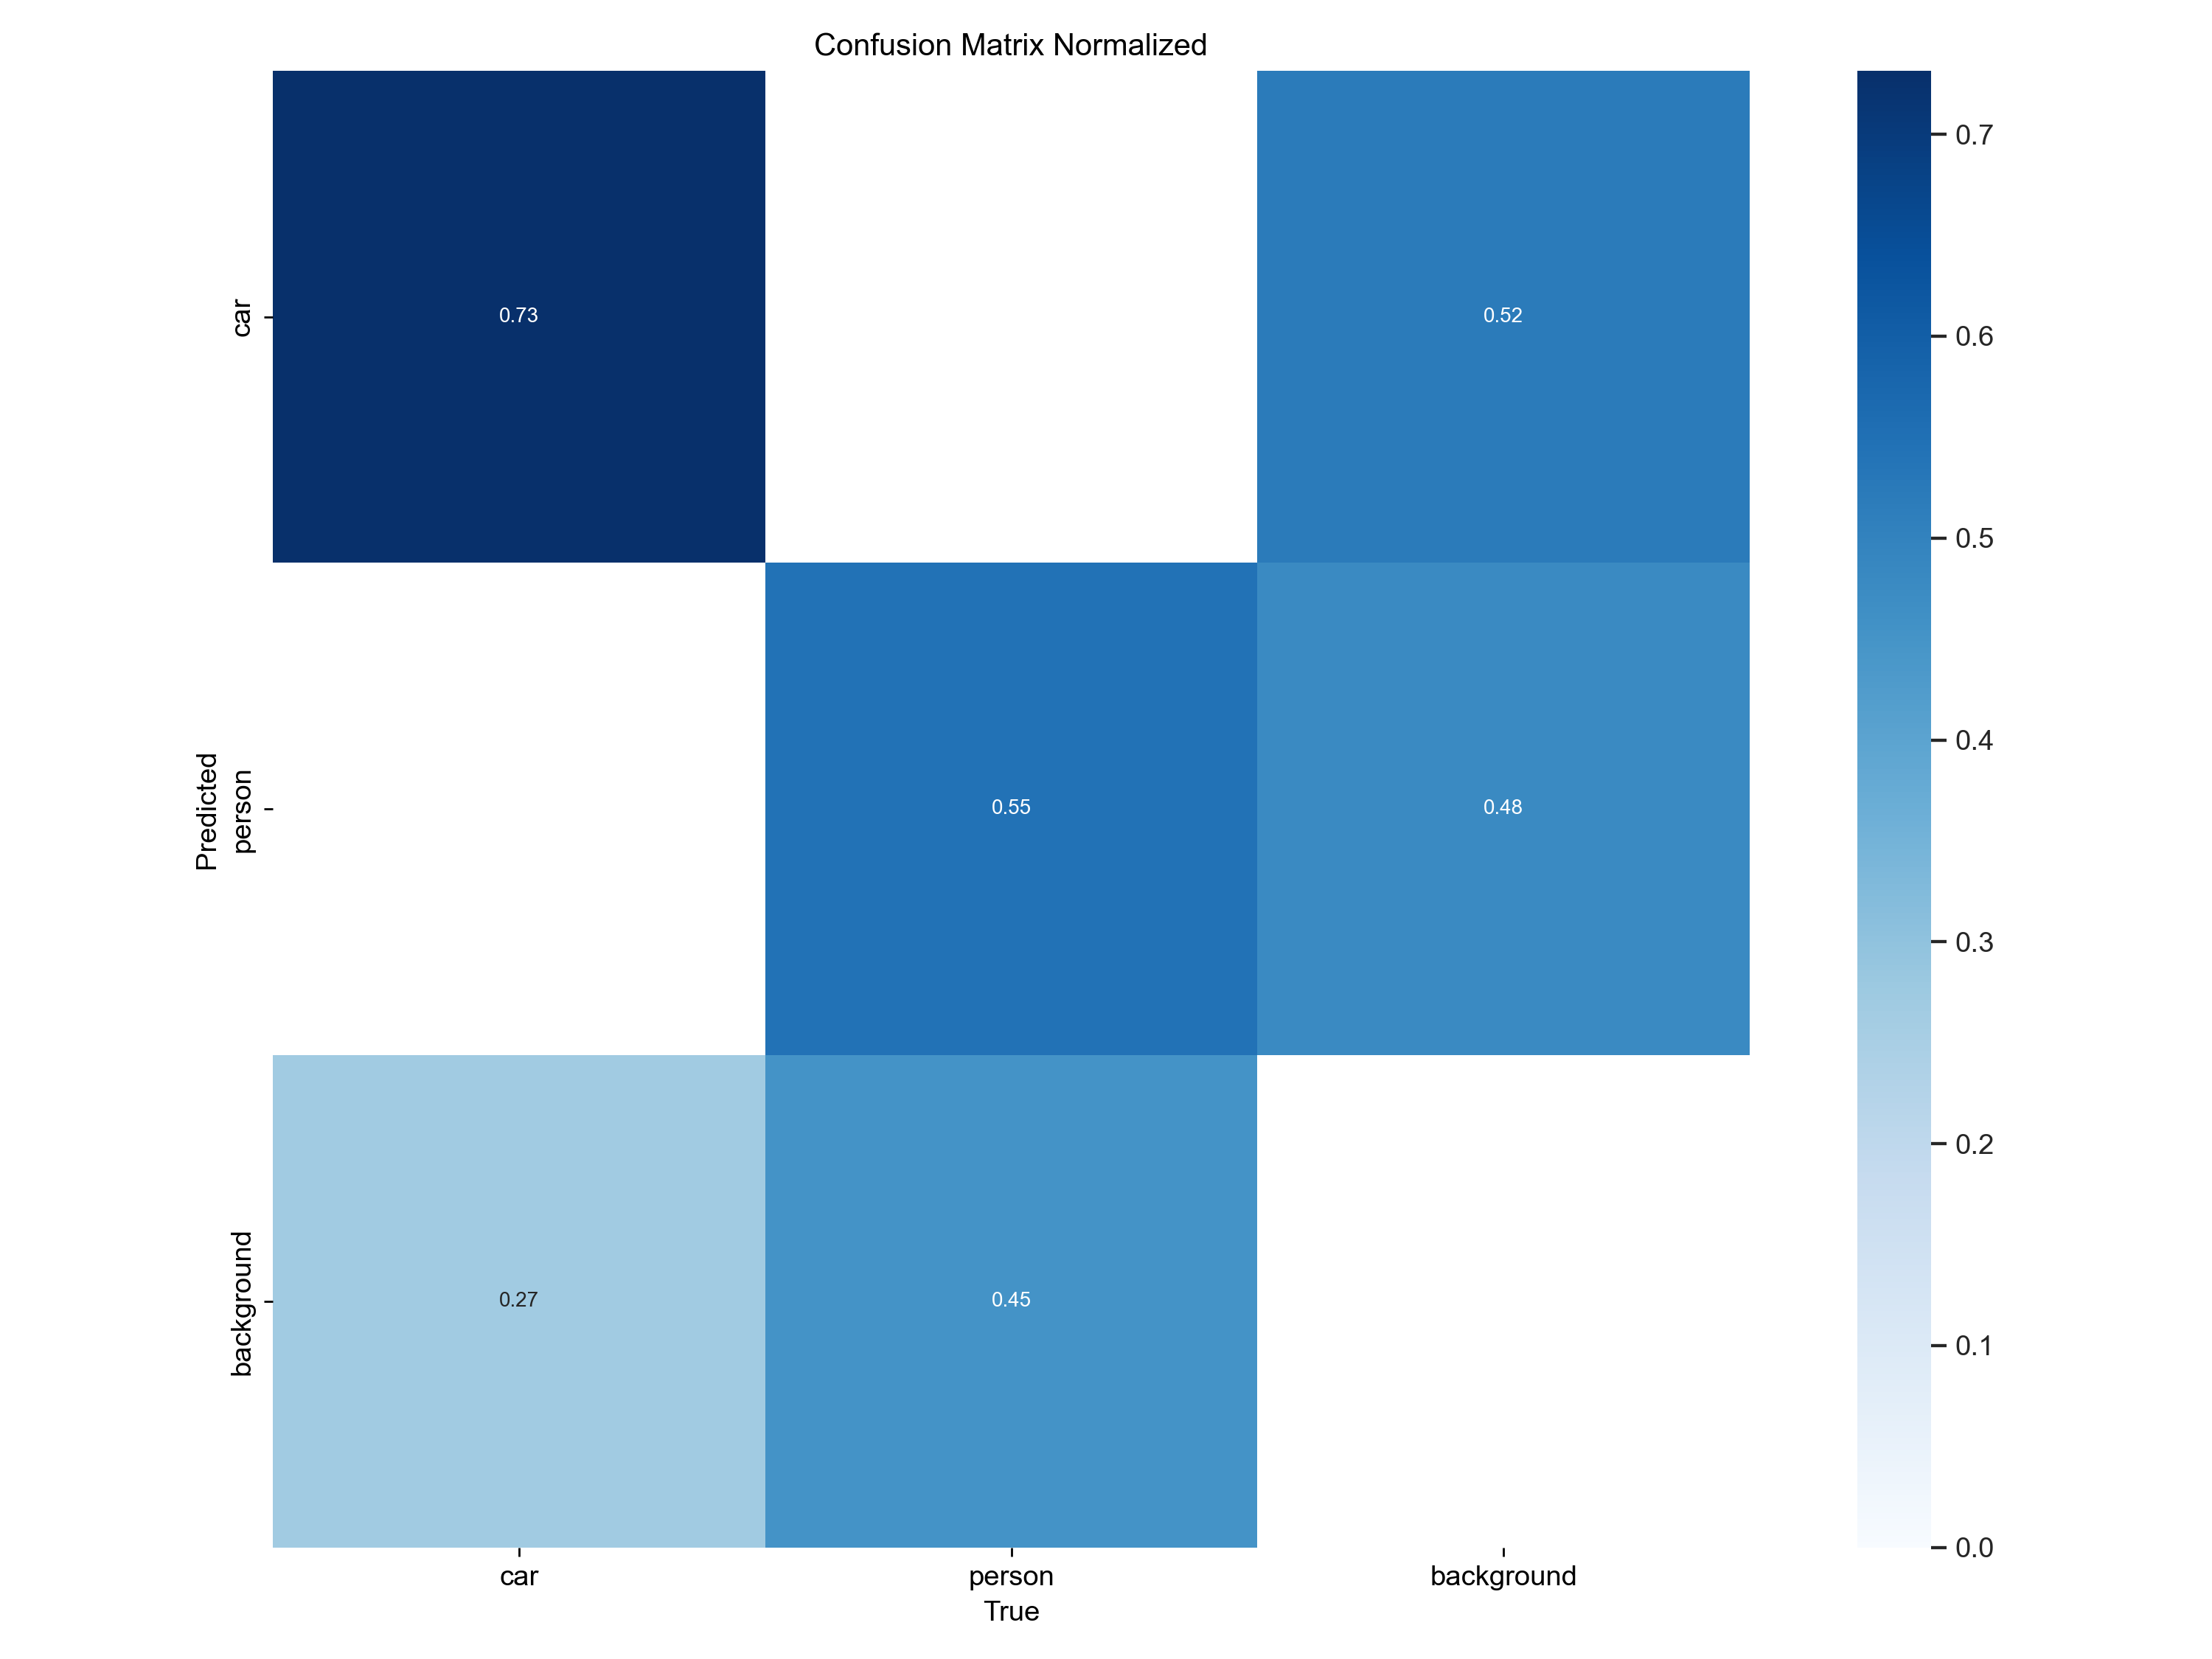 Confusion Matrix Normalized
car
0.73
0.52
0.7
0.6
0.5
Predicted
person
0.55
0.48
0.4
0.3
background
0.27
0.45
0.2
0.1
0.0
car
person
background
True